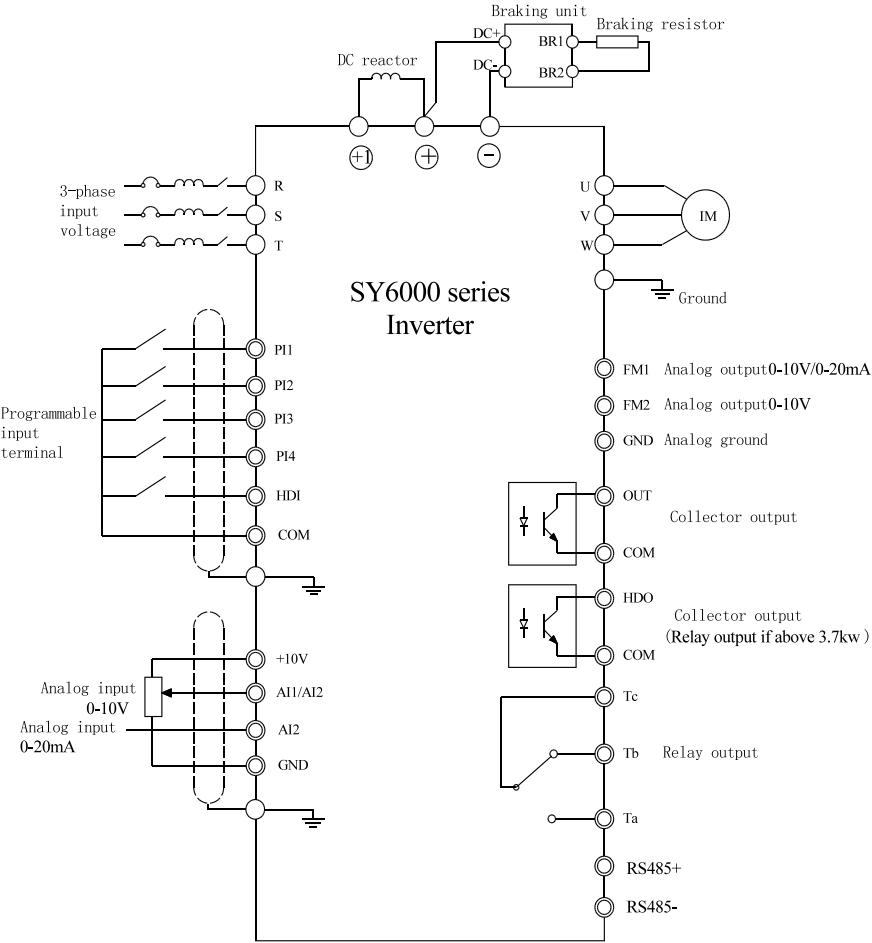 Braking unit
Braking resistor
DC+
BR1
DC-
BR2
DC reactor
+1
+
-
3-phase
input
voltage
R
S
T
U
V
W
IM
Ground
SY6000 series
Inverter
Programmable
input
terminal
PI1
PI2
PI3
PI4
HDI
COM
FM1 Analog output0-10V/0-20mA
FM2 Analog output0-10V
GND Analog ground
OUT
Collector output
COM
HDO
Collector output
(Relay output if above 3.7kw)
COM
Analog input
0-10V
Analog input
0-20mA
+10V
AI1/AI2
AI2
GND
Tc
Tb Relay output
Ta
RS485+
RS485-